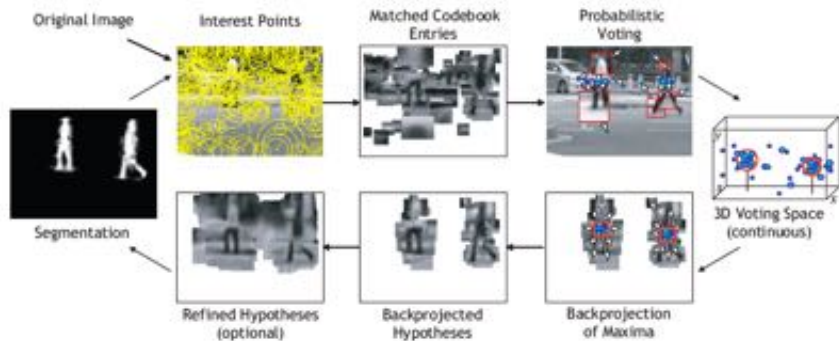 Original Image
Interest Points
Matched Codebook
Entries
Probabilistic
Voting
Segmentation
3D Voting Space
(continuous)
Refined Hypotheses
(optional)
Backprojected
Hypotheses
Backprojection
of Maxima